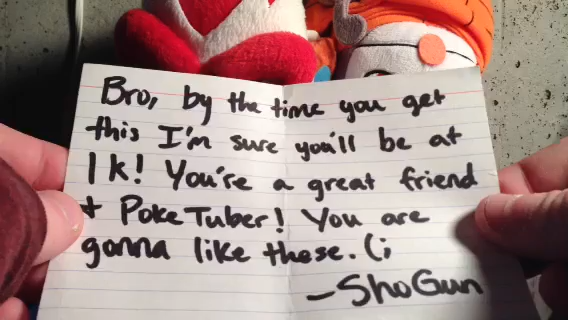 Bro, by the time you get
this I'm sure you'll be at
1k! You're a great friend
+ PokeTuber! You are
gonna like these. (;
—ShoGun